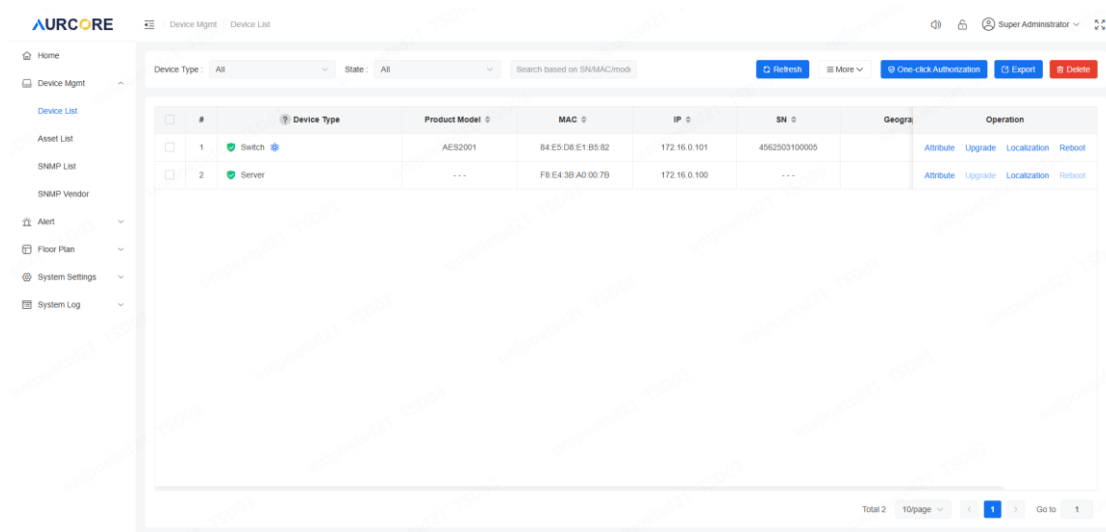 AURCORE
Device Mgmt Device List
Super Administrator
Home
Device Mgmt
Device List
Asset List
SNMP List
SNMP Vendor
Alert
Floor Plan
System Settings
System Log
Device Type : All State : All Search based on SN/MAC/mode Refresh More One-click Authorization Export Delete
# ? Device Type Product Model MAC IP SN Geogra Operation
1 Switch AES2001 84:E5:D8:E1:B5:82 172.16.0.101 4562503100005 Attribute Upgrade Localization Reboot
2 Server - - - F8:E4:3B:A0:00:7B 172.16.0.100 - - - Attribute Upgrade Localization Reboot
Total 2 10/page 1 Go to 1